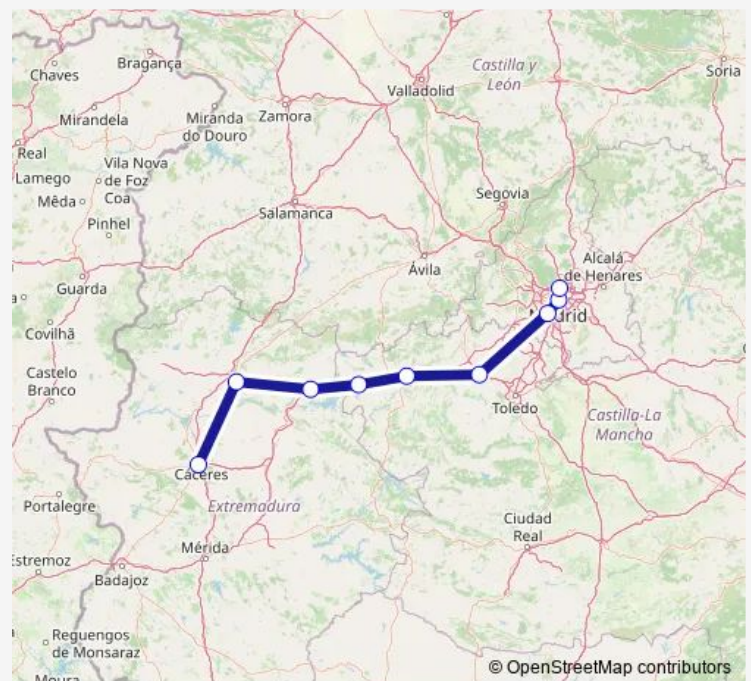 Chaves
Bragança
Castilla y
León
Soria
Valladolid
Mirandela
Miranda
do Douro
Zamora
Real
Vila Nova
de Foz
Coa
Lamego
Mêda
Segovia
Pinhel
Salamanca
Alcalá
de Henares
Ávila
Guarda
Covilhã
Castelo
Branco
Toledo
Castilla-La
Mancha
Cáceres
Portalegre
Extremadura
Ciudad
Real
Mérida
Estremoz
Badajoz
Reguengos
de Monsaraz
Moura
© OpenStreetMap contributors